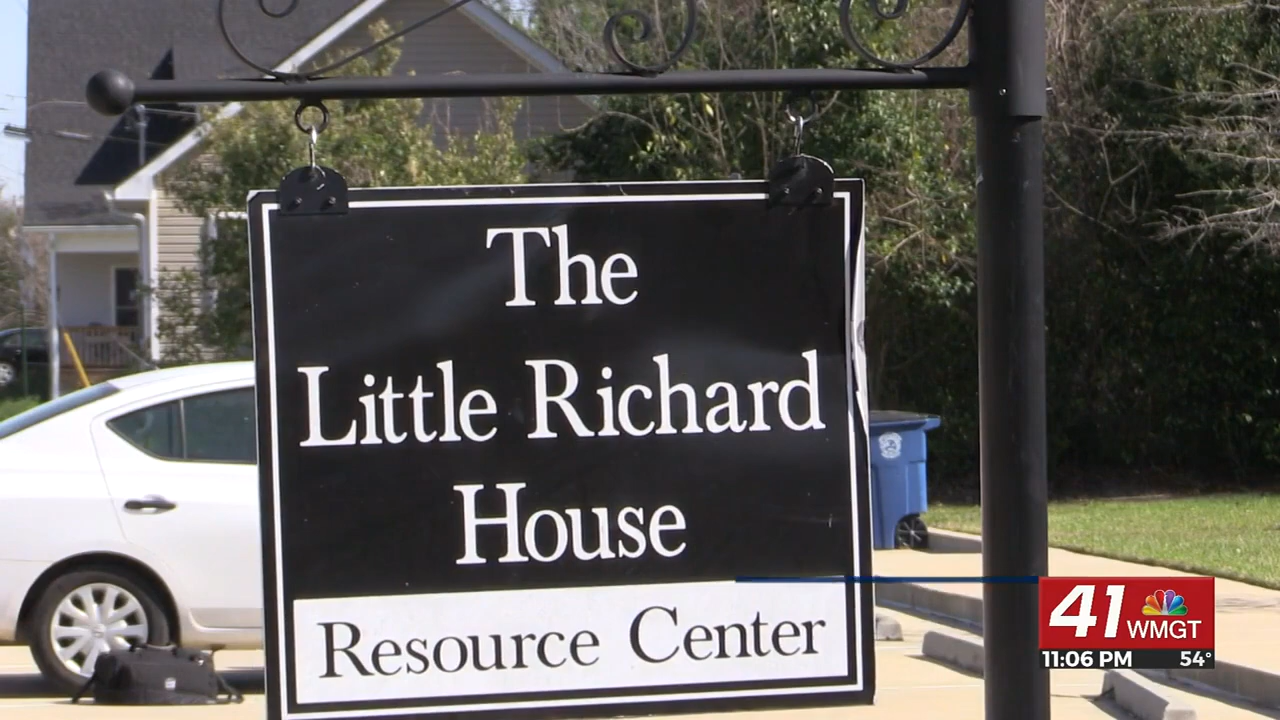 The
Little Richard
House
Resource Center
41
WMGT
11:06 PM 54°